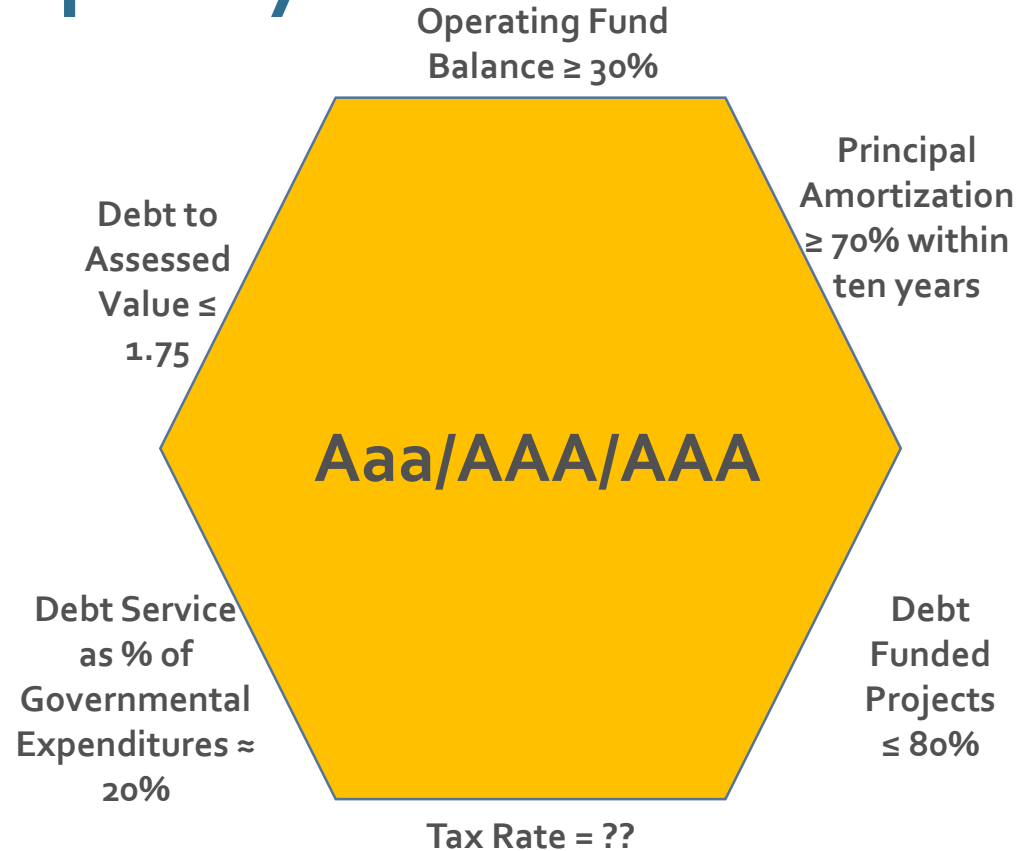 Operating Fund
Balance ≥ 30%
Principal
Amortization
≥ 70% within
ten years
Debt to
Assessed
Value ≤
1.75
Aaa/AAA/AAA
Debt Service
as % of
Governmental
Expenditures ≈
20%
Debt
Funded
Projects
≤ 80%
Tax Rate = ??